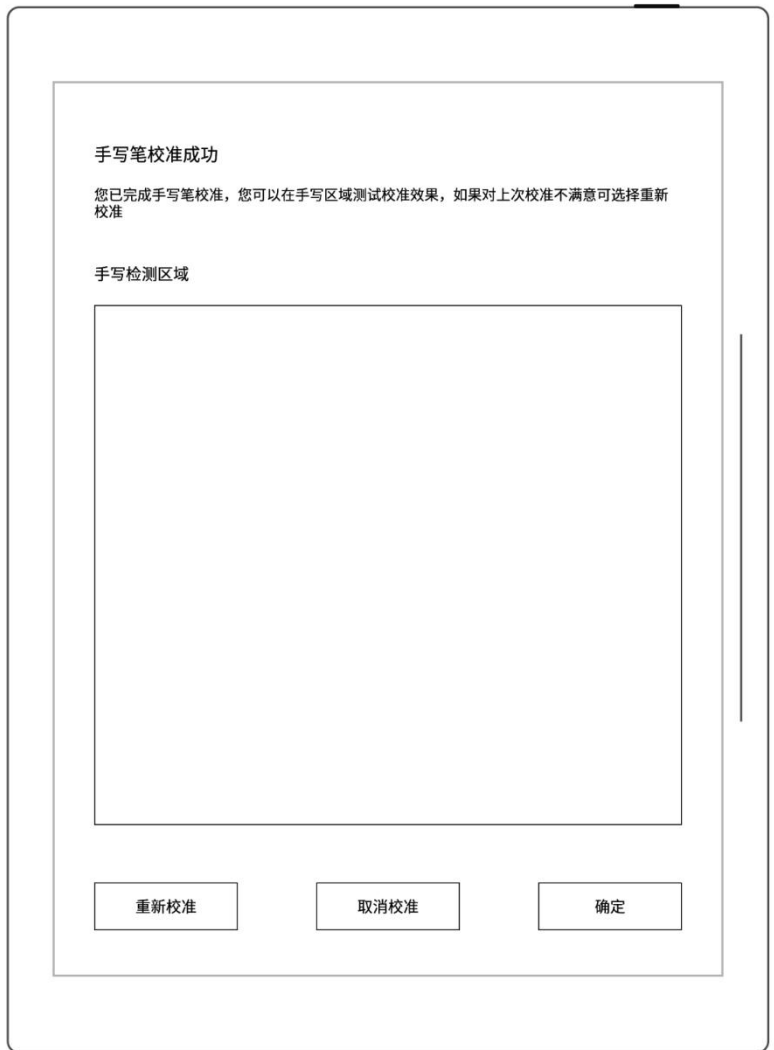 手写笔校准成功
您已完成手写笔校准，您可以在手写区域测试校准效果，如果对上次校准不满意可选择重新
校准
手写检测区域
重新校准
取消校准
确定